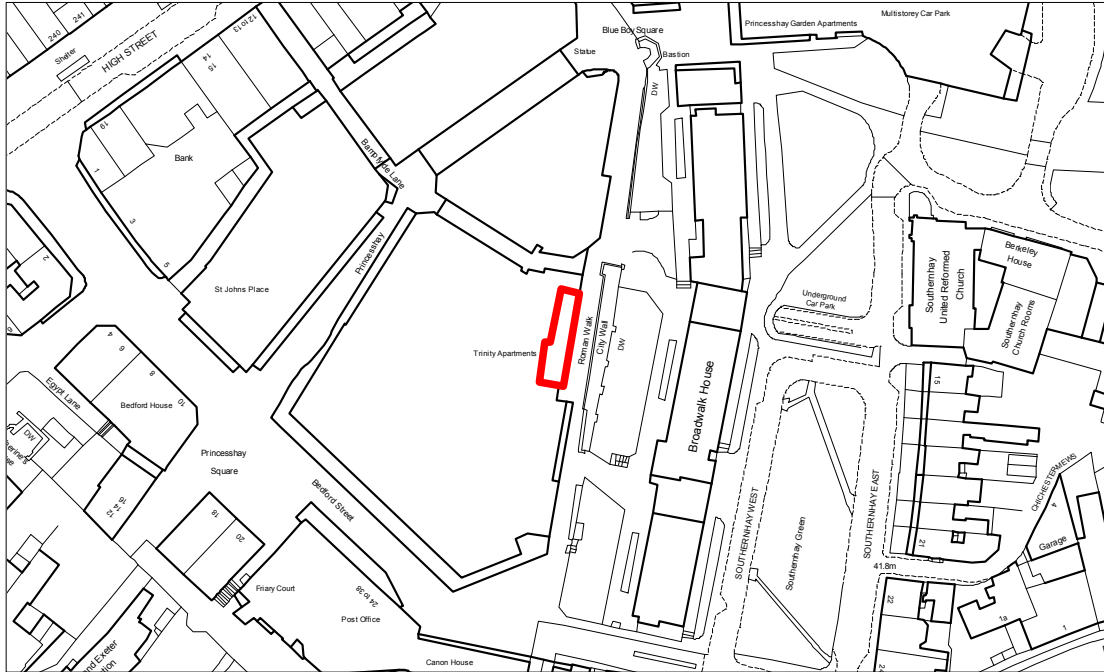 240
241
Shelter
HIGH STREET
12 to 13
14
15
19
1
Bank
3
5
2
St Johns Place
Bampfylde Lane
Princesshay
Statue
Blue Boy Square
Bastion
DW
Princesshay Garden Apartments
Multistorey Car Park
Trinity Apartments
Roman Walk
City Wall
DW
Broadwalk House
Underground
Car Park
Southernhay
United Reformed
Church
Berkeley
House
Southernhay
Church Rooms
4
6
8
10
Bedford House
Egypt Lane
DW
Princesshay
Square
12
14
16
18
20
Bedford Street
Friary Court
24 to 38
Post Office
Canon House
nd Exeter
SOUTHERNHAY WEST
Southernhay Green
SOUTHERNHAY EAST
15
21
41.8m
22
CHICHESTER MEWS
4
Garage
1a
1